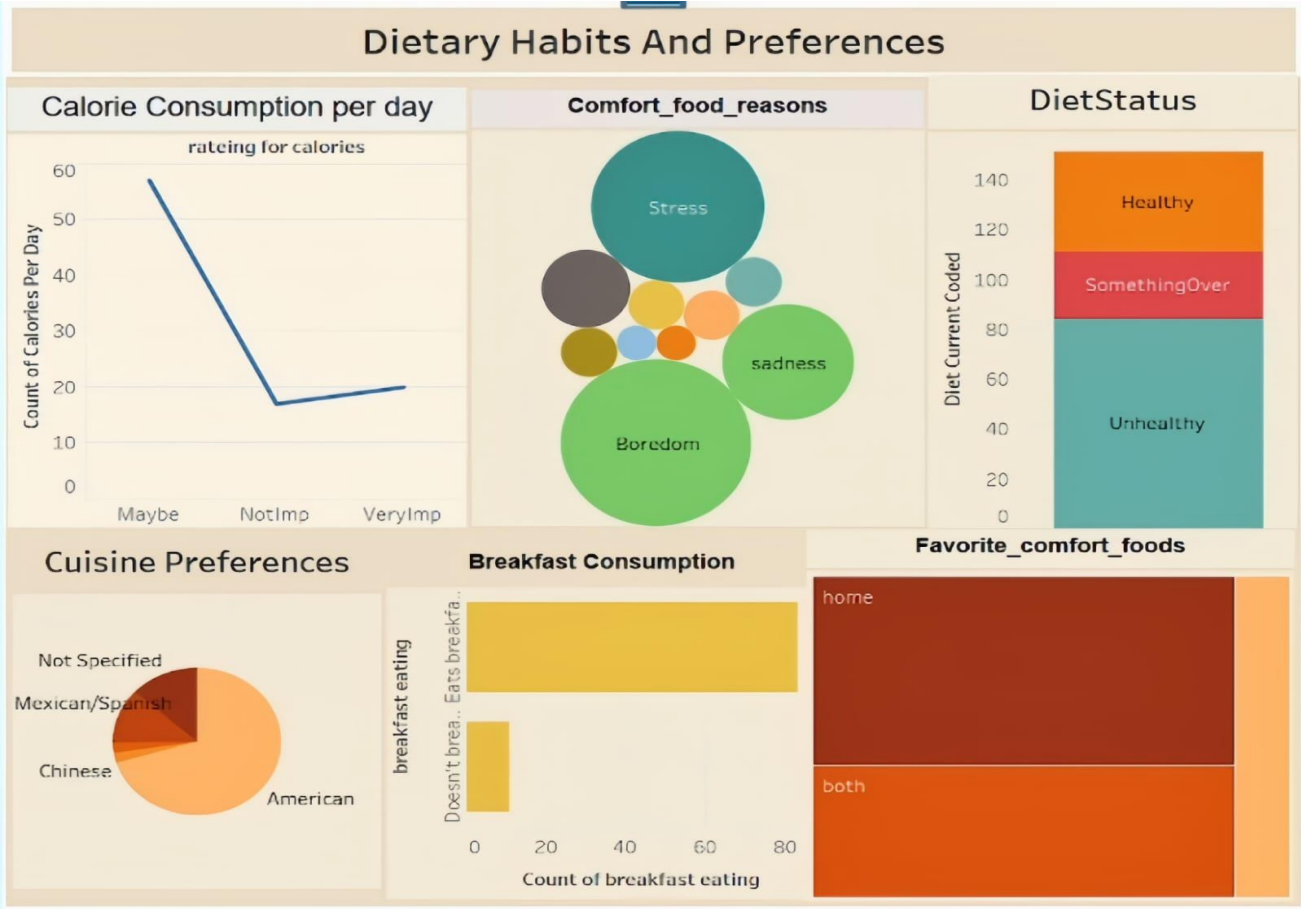 Dietary Habits And Preferences
Calorie Consumption per day
rateing for calories
Count of Calories Per Day
60
50
40
30
20
10
0
Maybe NotImp VeryImp
Comfort_food_reasons
Stress
sadness
Boredom
DietStatus
Diet Current Coded
140
120
100
80
60
40
20
0
Healthy
SomethingOver
Unhealthy
Cuisine Preferences
Not Specified
Mexican/Spanish
Chinese
American
Breakfast Consumption
breakfast eating
Eats breakfa..
Doesn't brea..
0 20 40 60 80
Count of breakfast eating
Favorite_comfort_foods
home
both